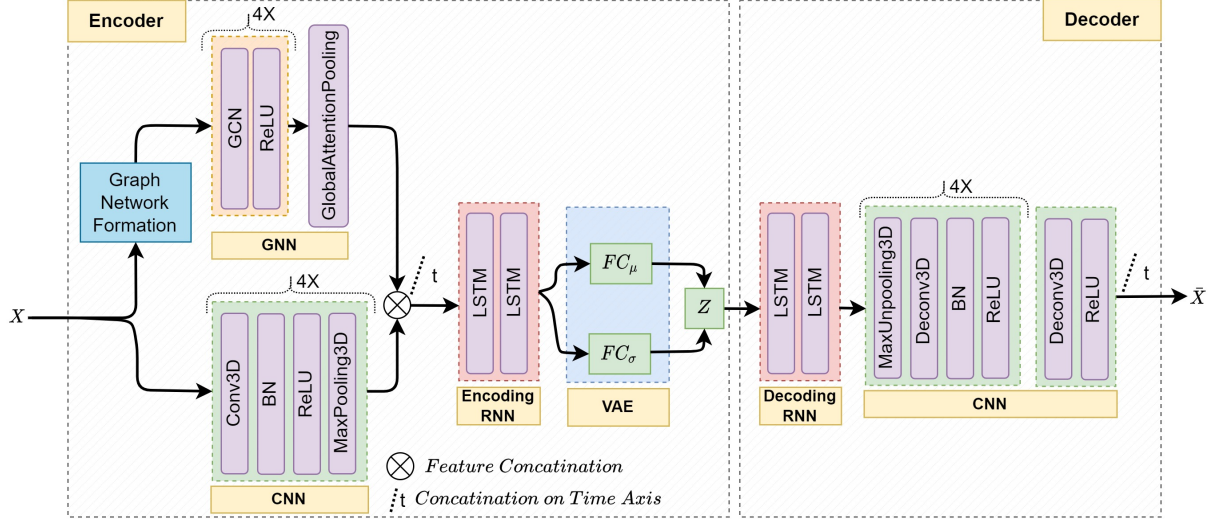 Encoder
Decoder
4X
GCN
ReLU
GlobalAttentionPooling
GNN
Graph
Network
Formation
X
4X
Conv3D
BN
ReLU
MaxPooling3D
CNN
t
LSTM
LSTM
Encoding
RNN
FCμ
FCσ
VAE
Z
LSTM
LSTM
Decoding
RNN
4X
MaxUnpooling3D
Deconv3D
BN
ReLU
Deconv3D
ReLU
CNN
t
X̄
Feature Concatination
t Concatination on Time Axis